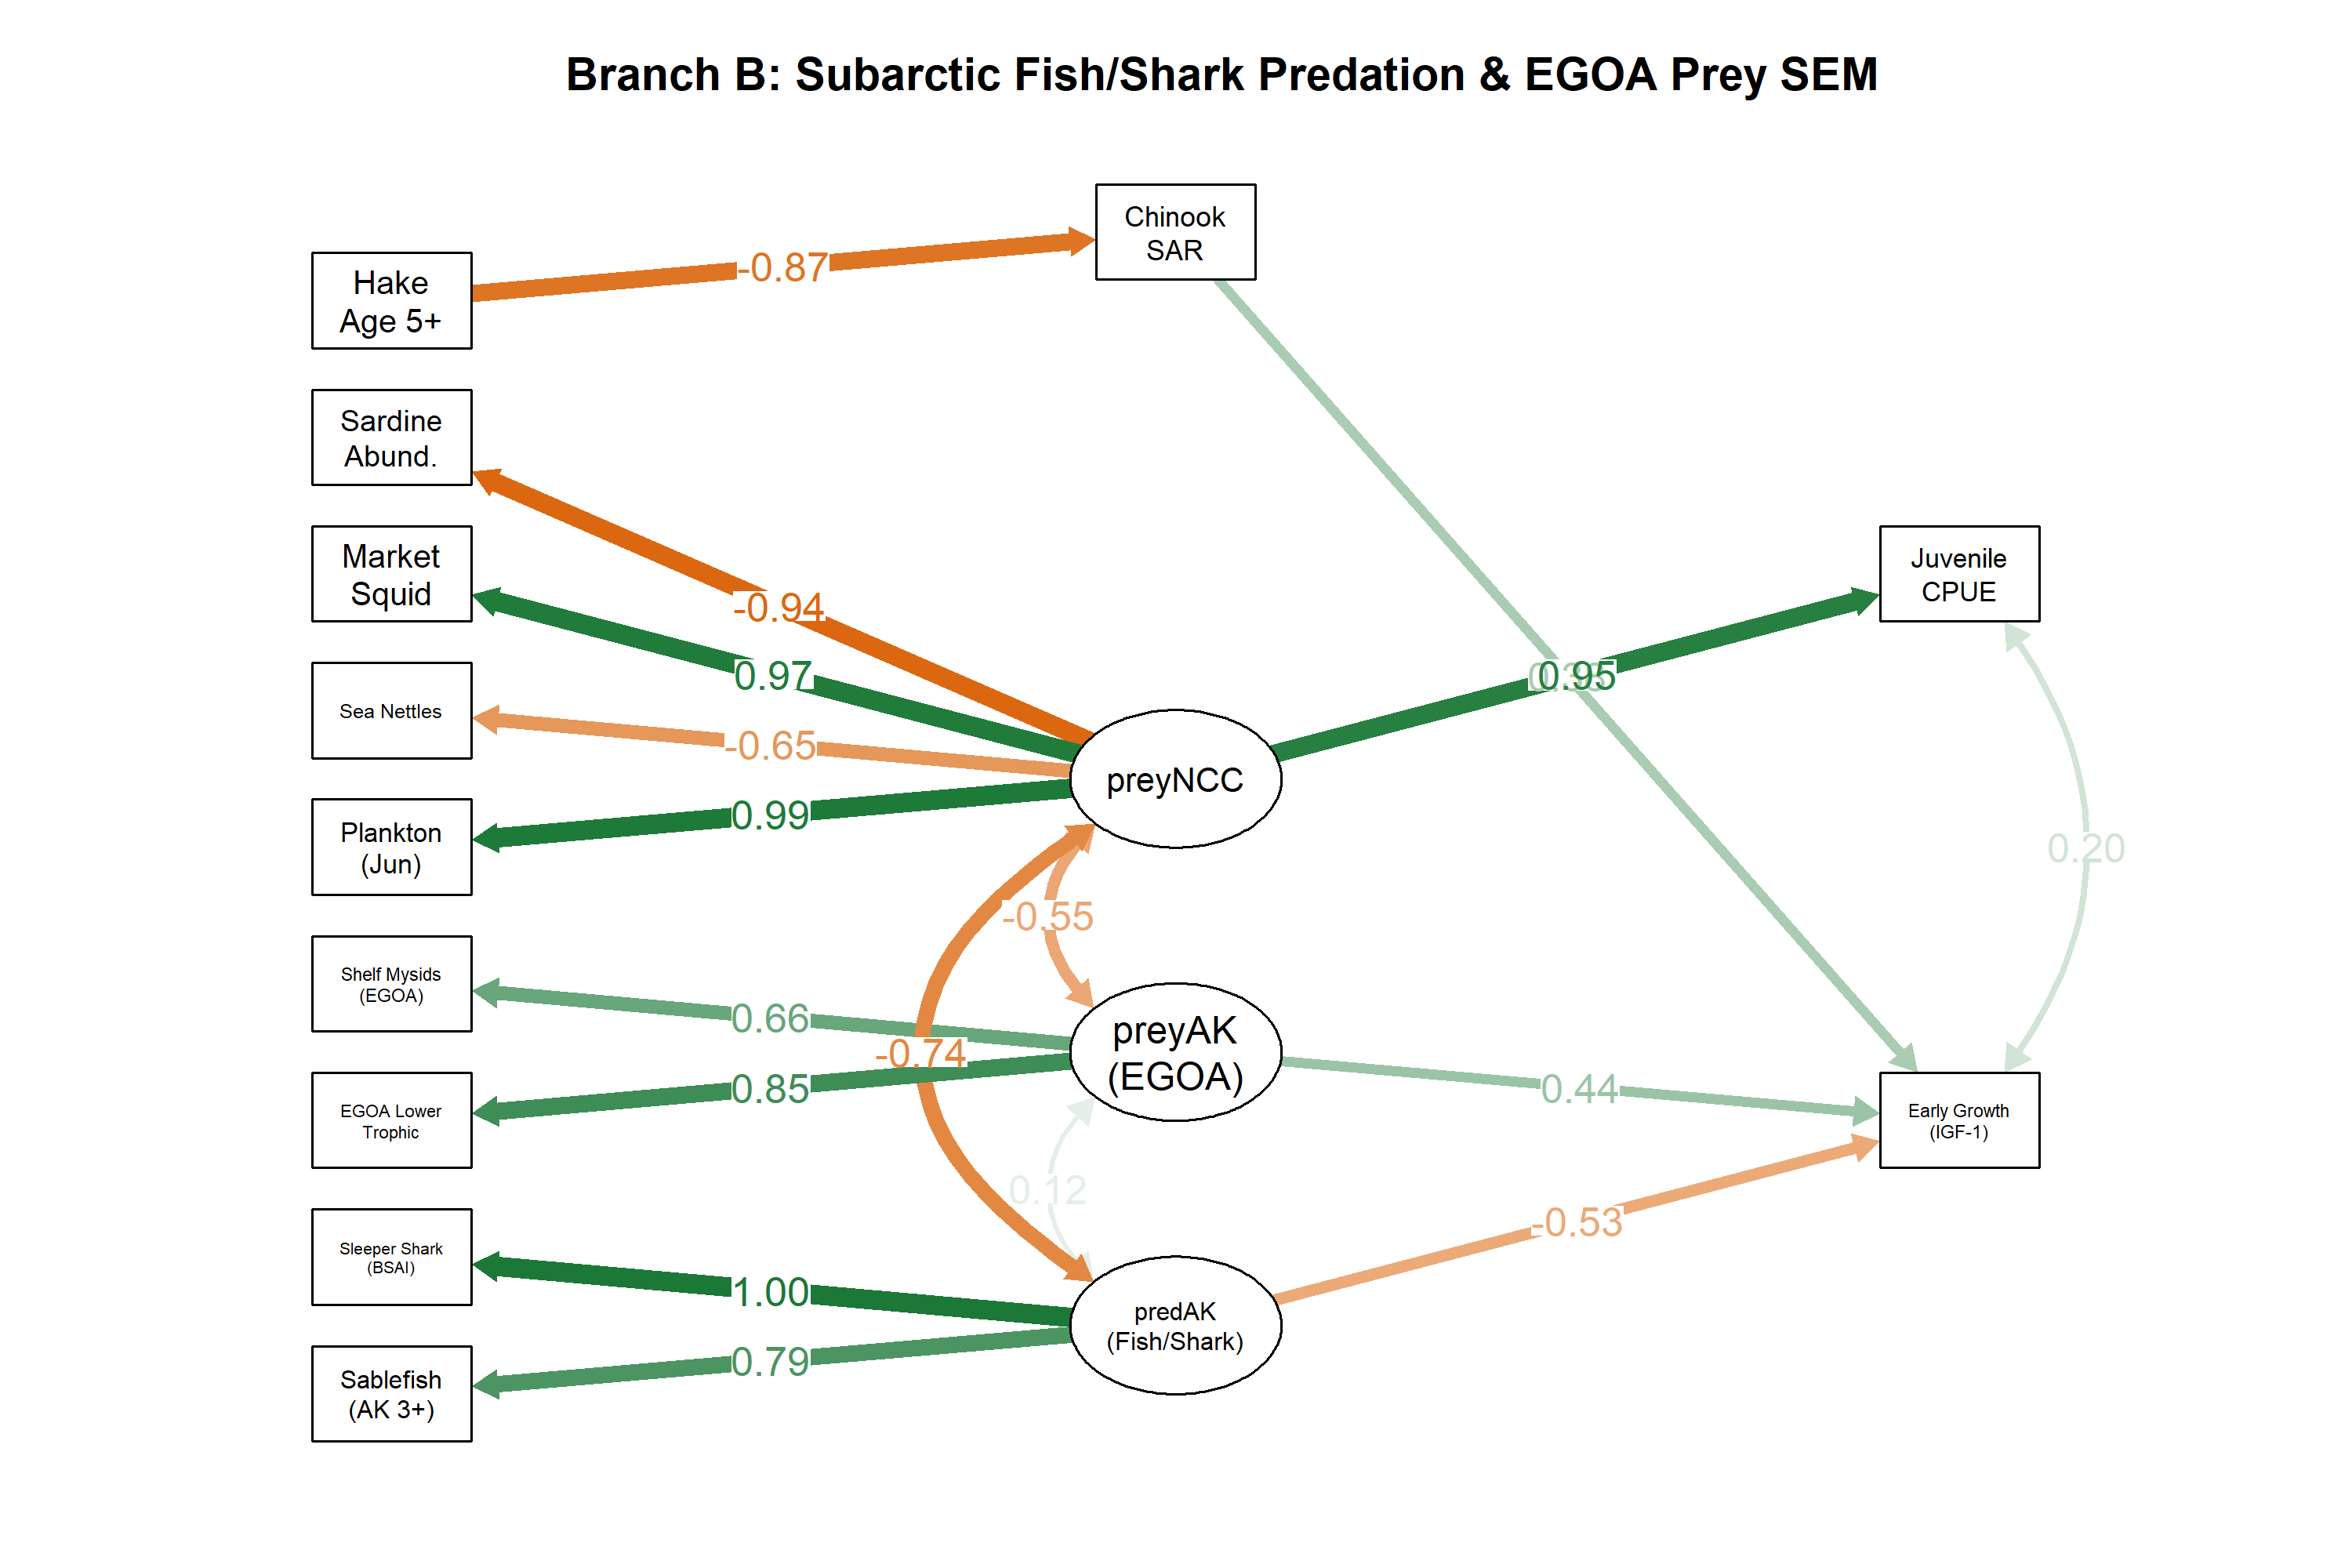 Branch B: Subarctic Fish/Shark Predation & EGOA Prey SEM
Chinook
SAR
Hake
Age 5+
-0.87
Sardine
Abund.
Market
Squid
Juvenile
CPUE
-0.94
0.97
0.95
Sea Nettles
-0.65
preyNCC
Plankton
(Jun)
0.99
0.20
-0.55
Shelf Mysids
(EGOA)
0.66
preyAK
(EGOA)
-0.74
0.85
0.44
EGOA Lower
Trophic
Early Growth
(IGF-1)
0.12
-0.53
Sleeper Shark
(BSAI)
1.00
predAK
(Fish/Shark)
0.79
Sablefish
(AK 3+)